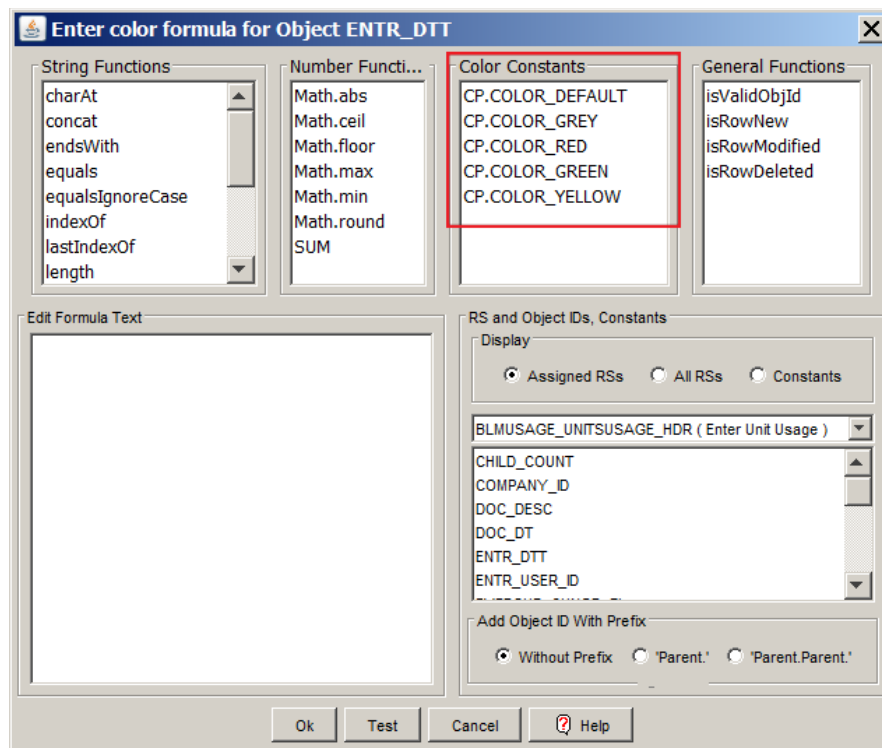 Enter color formula for Object ENTR_DTT
String Functions
charAt
concat
endsWith
equals
equalsIgnoreCase
indexOf
lastIndexOf
length
Number Functi...
Math.abs
Math.ceil
Math.floor
Math.max
Math.min
Math.round
SUM
Color Constants
CP.COLOR_DEFAULT
CP.COLOR_GREY
CP.COLOR_RED
CP.COLOR_GREEN
CP.COLOR_YELLOW
General Functions
isValidObjId
isRowNew
isRowModified
isRowDeleted
Edit Formula Text
RS and Object IDs, Constants
Display
Assigned RSs All RSs Constants
BLMUSAGE_UNITSUSAGE_HDR ( Enter Unit Usage )
CHILD_COUNT
COMPANY_ID
DOC_DESC
DOC_DT
ENTR_DTT
ENTR_USER_ID
Add Object ID With Prefix
Without Prefix 'Parent.' 'Parent.Parent.'
Ok Test Cancel Help